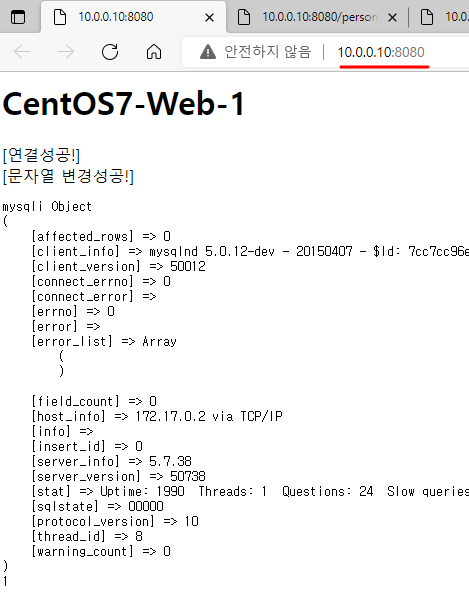 10.0.0.10:8080
10.0.0.10:8080/person
10.0
안전하지 않음
10.0.0.10:8080
CentOS7-Web-1
[연결성공!]
[문자열 변경성공!]
mysqli Object
(
    [affected_rows] => 0
    [client_info] => mysqlnd 5.0.12-dev - 20150407 - $Id: 7cc7cc96e
    [client_version] => 50012
    [connect_errno] => 0
    [connect_error] =>
    [errno] => 0
    [error] =>
    [error_list] => Array
        (
        )
    [field_count] => 0
    [host_info] => 172.17.0.2 via TCP/IP
    [info] =>
    [insert_id] => 0
    [server_info] => 5.7.38
    [server_version] => 50738
    [stat] => Uptime: 1990  Threads: 1  Questions: 24  Slow queries
    [sqlstate] => 00000
    [protocol_version] => 10
    [thread_id] => 8
    [warning_count] => 0
)
1